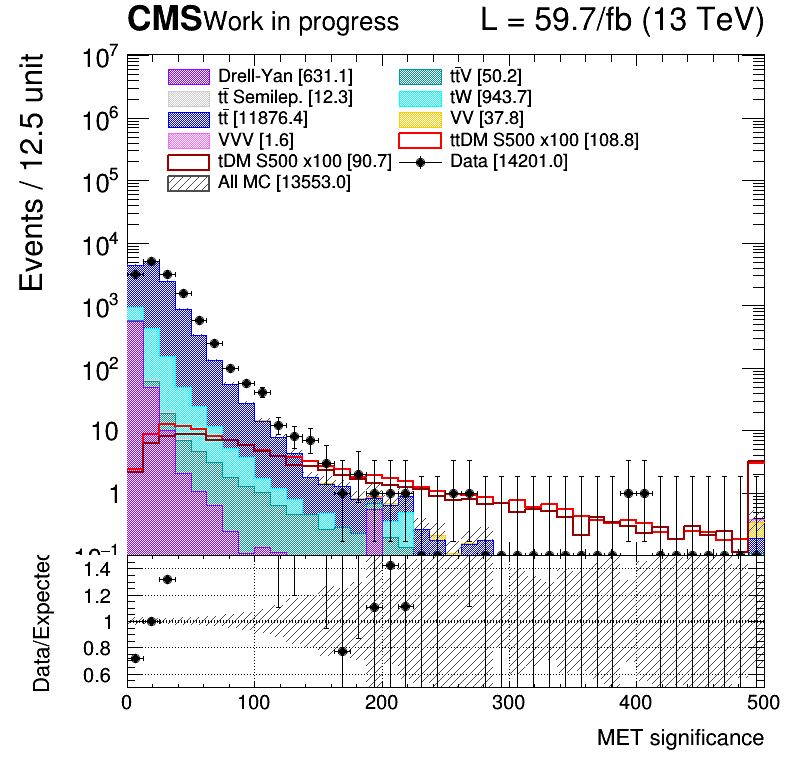 CMS Work in progress L = 59.7/fb (13 TeV)
Events / 12.5 unit
10⁷
10⁶
10⁵
10⁴
10³
10²
10
1
10⁻¹
Drell-Yan [631.1]
tt̄V [50.2]
tt̄ Semilep. [12.3]
tW [943.7]
tt̄ [11876.4]
VV [37.8]
VVV [1.6]
ttDM S500 x100 [108.8]
tDM S500 x100 [90.7]
Data [14201.0]
All MC [13553.0]
Data/Expected
1.4
1.2
1
0.8
0.6
0 100 200 300 400 500
MET significance